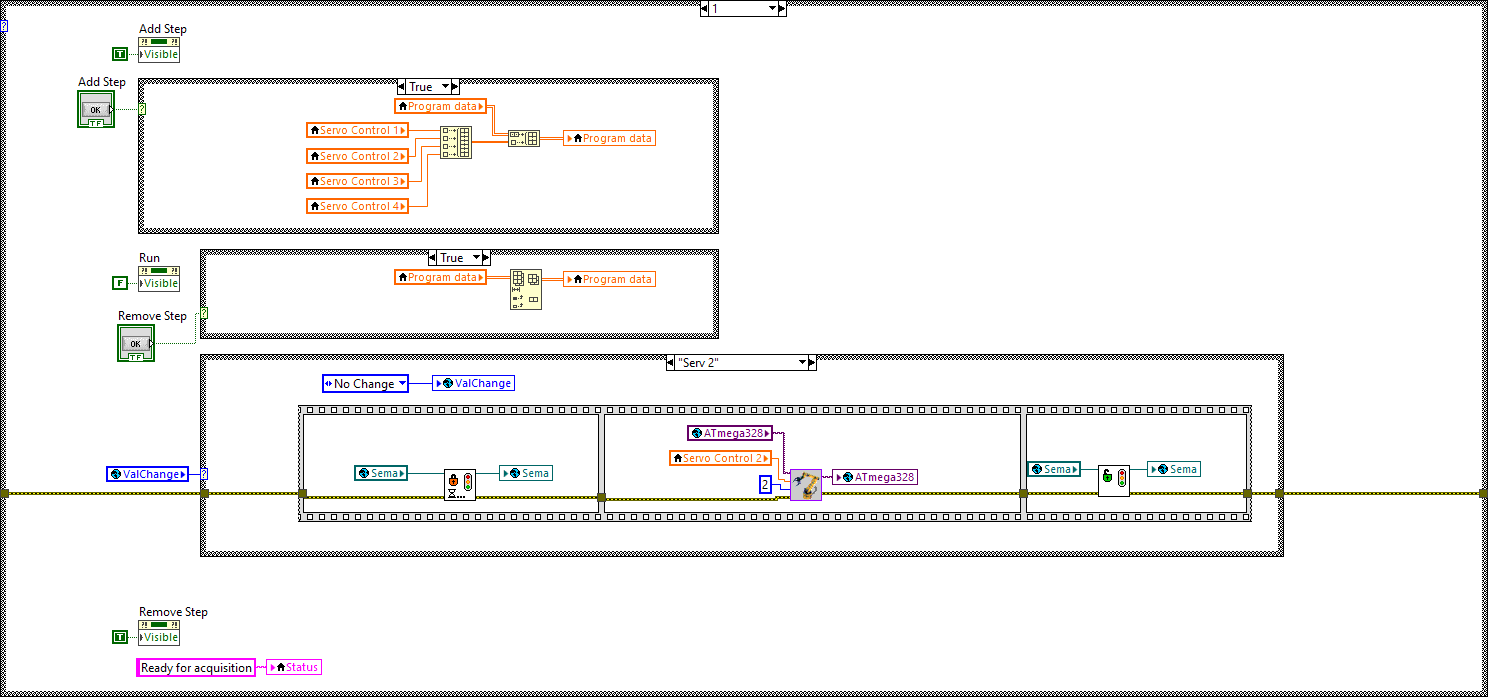 1
Add Step
T
Visible
Add Step
OK
TF
True
Program data
Servo Control 1
Servo Control 2
Servo Control 3
Servo Control 4
Program data
Run
F
Visible
Remove Step
OK
TF
True
Program data
Program data
"Serv 2"
No Change
ValChange
ValChange
Sema
Sema
ATmega328
Servo Control 2
2
ATmega328
Sema
Sema
Remove Step
T
Visible
Ready for acquisition
Status